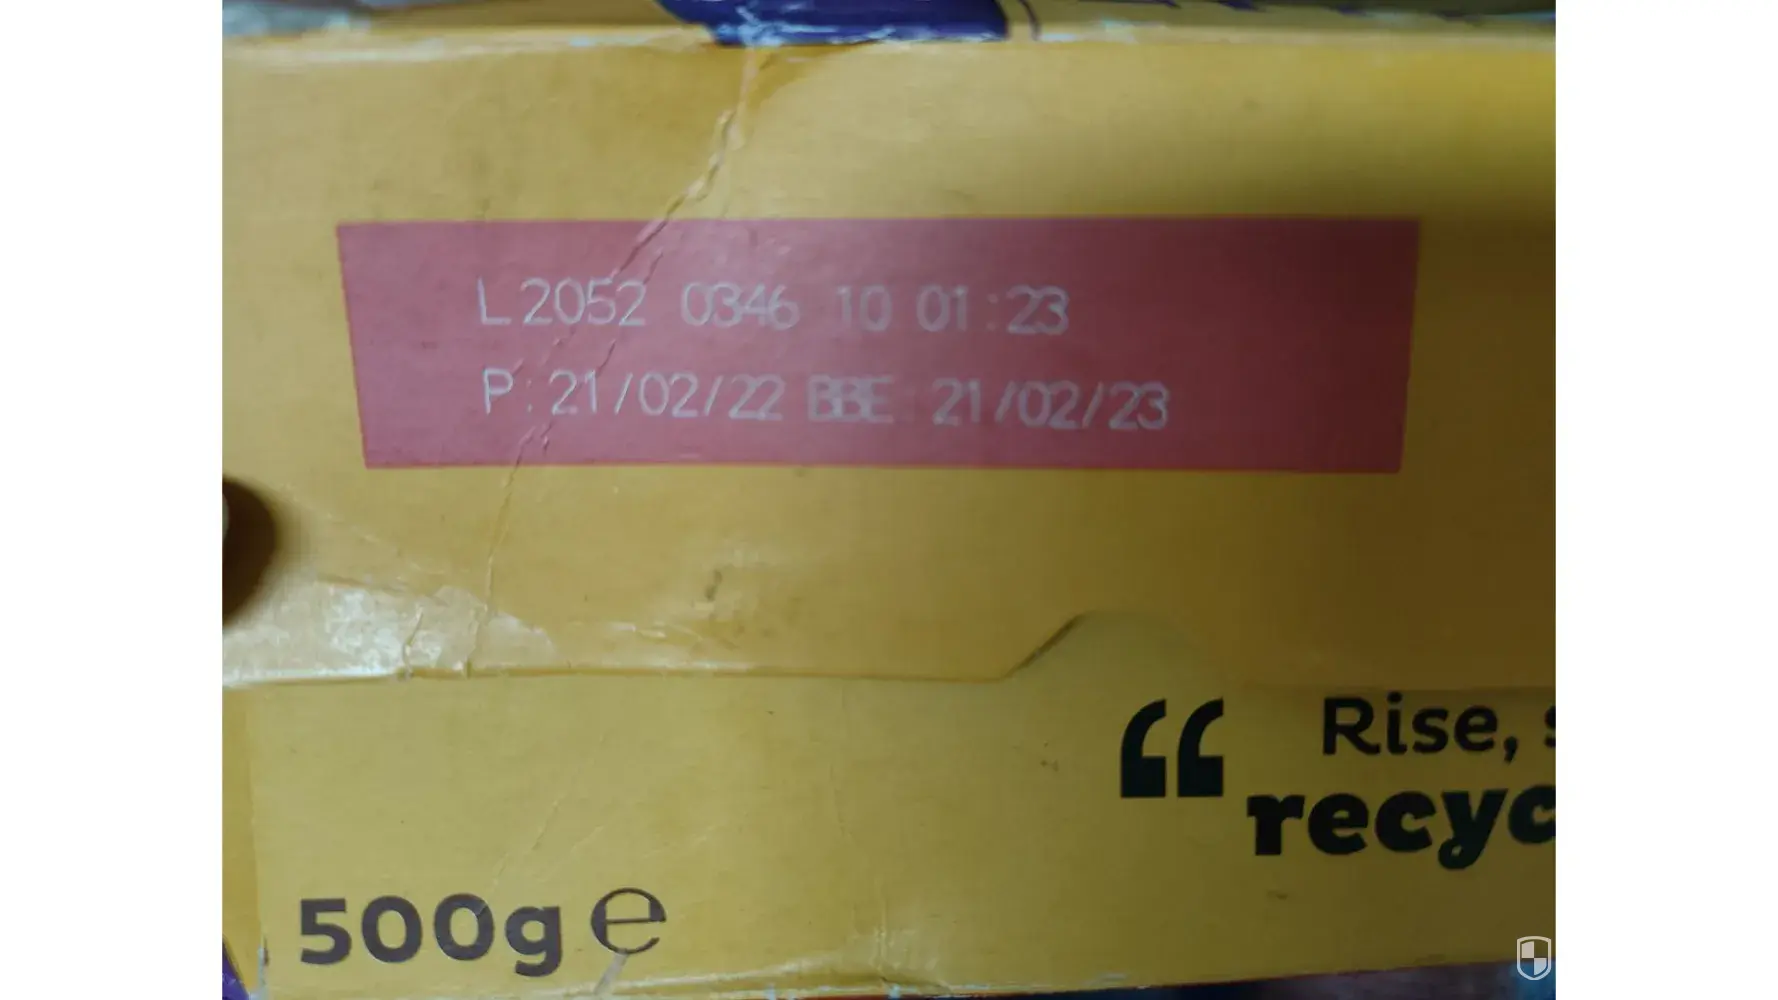 L2052 0346 10 01:23
P:21/02/22 BBE:21/02/23
“ Rise,
recyc
500g e